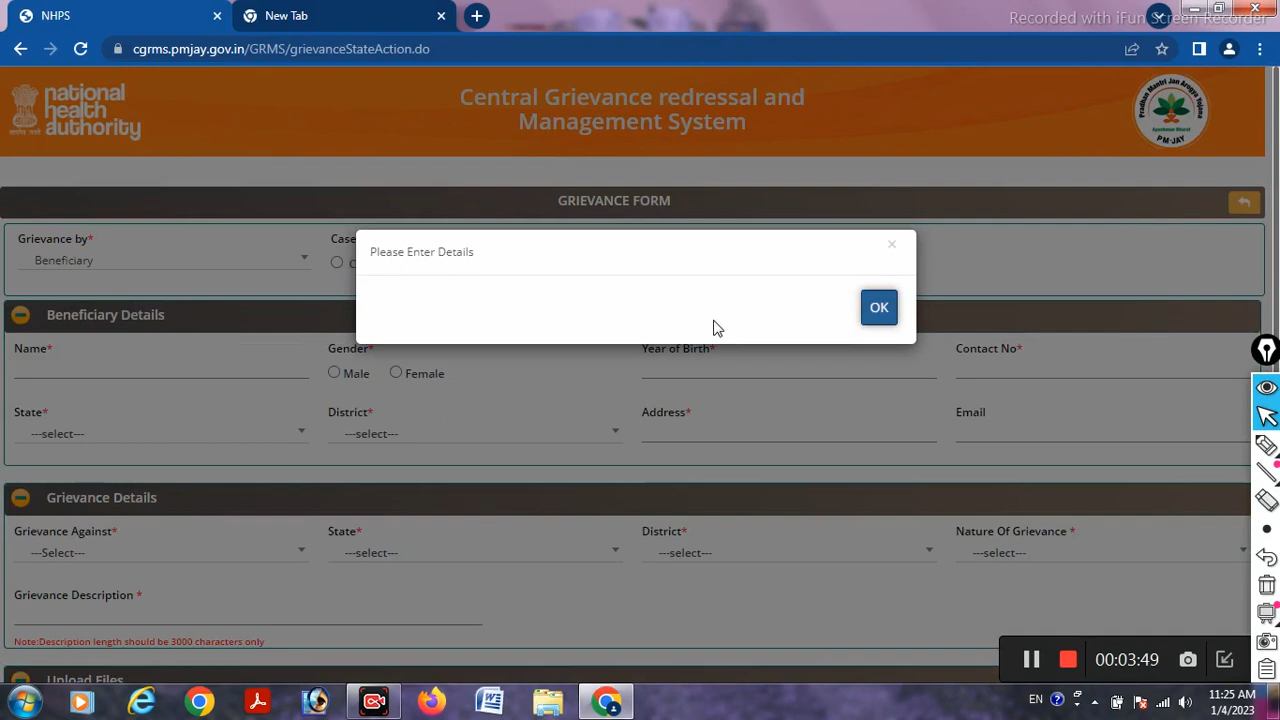 NHPS
New Tab
Recorded with iFun Screen Recorder
cgrms.pmjay.gov.in/GRMS/grievanceStateAction.do
national
health
authority
Central Grievance redressal and
Management System
PM-JAY
GRIEVANCE FORM
Grievance by*
Case
Beneficiary
Please Enter Details
OK
Beneficiary Details
Name*
Gender*
Year of Birth*
Contact No*
Male
Female
State*
District*
Address*
Email
---select---
---select---
Grievance Details
Grievance Against*
State*
District*
Nature Of Grievance *
---Select---
---select---
---select---
---select---
Grievance Description *
Note:Description length should be 3000 characters only
Upload Files
00:03:49
EN
11:25 AM
1/4/2023